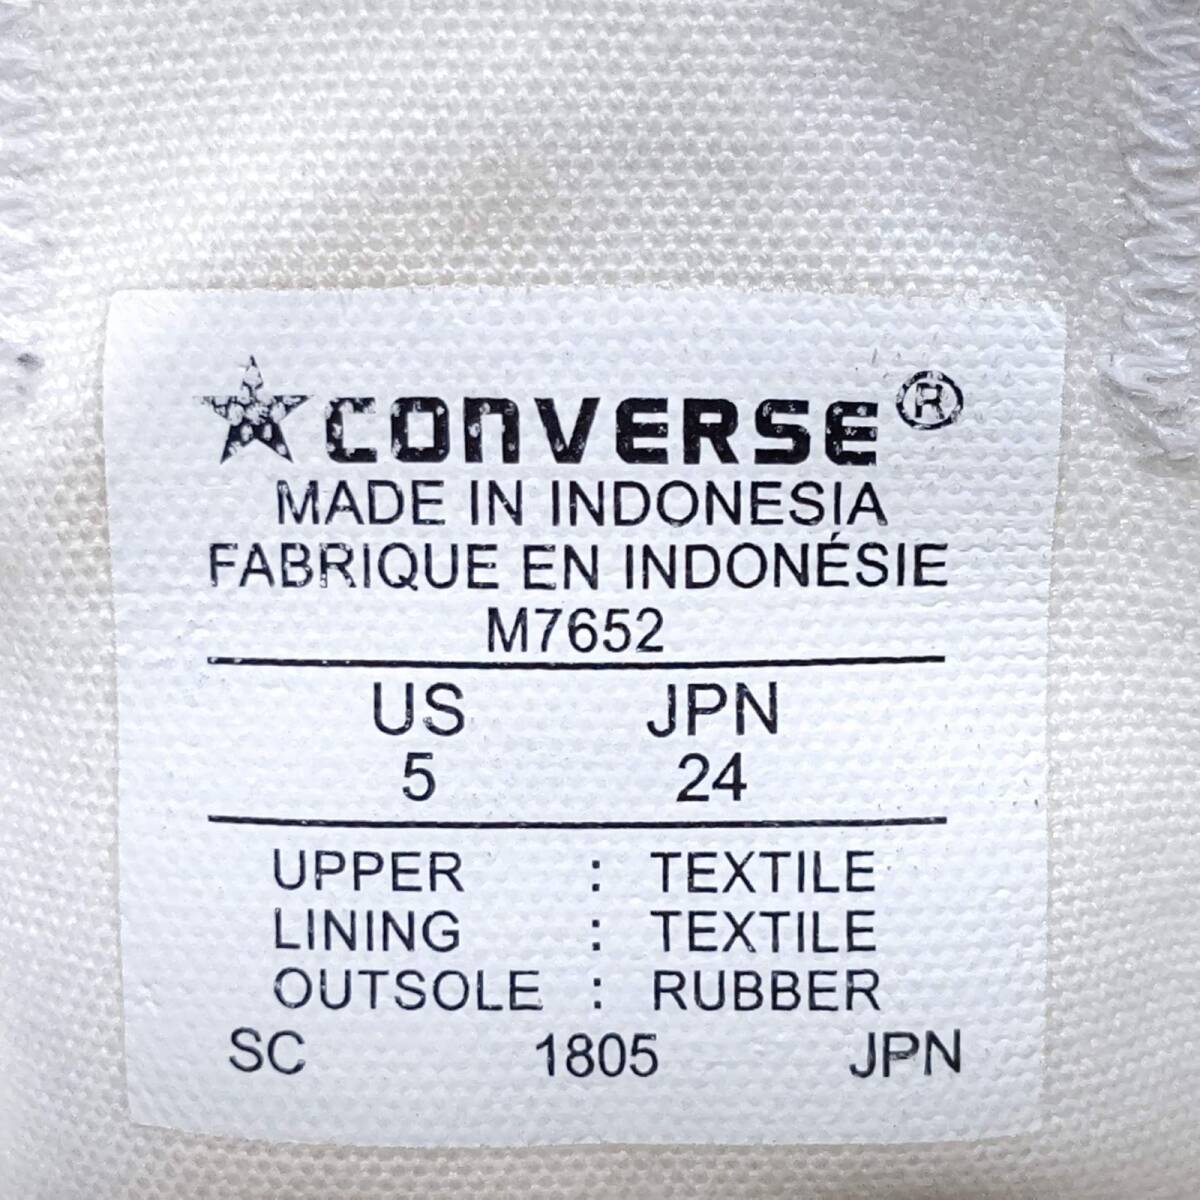 CONVERSE®
MADE IN INDONESIA
FABRIQUE EN INDONÉSIE
M7652
US JPN
5 24
UPPER : TEXTILE
LINING : TEXTILE
OUTSOLE : RUBBER
SC 1805 JPN